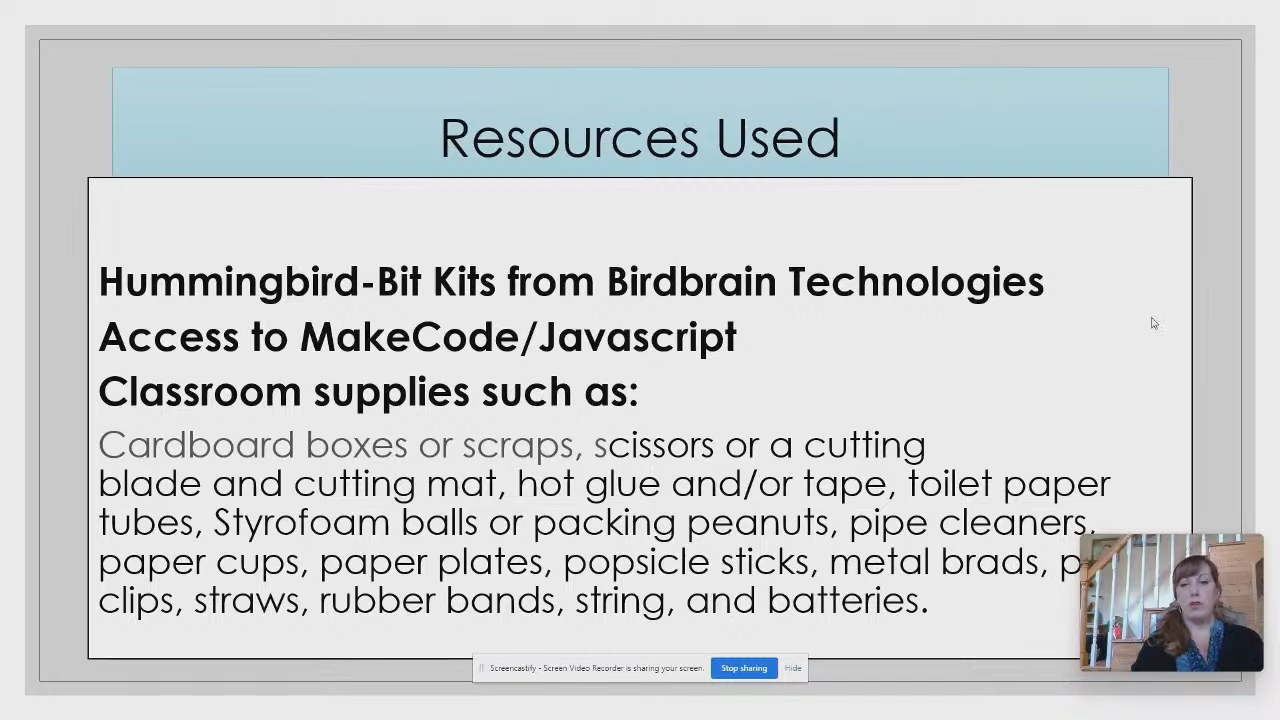 Resources Used
Hummingbird-Bit Kits from Birdbrain Technologies
Access to MakeCode/Javascript
Classroom supplies such as:
Cardboard boxes or scraps, scissors or a cutting
blade and cutting mat, hot glue and/or tape, toilet paper
tubes, Styrofoam balls or packing peanuts, pipe cleaners,
paper cups, paper plates, popsicle sticks, metal brads,
clips, straws, rubber bands, string, and batteries.
Screencastify - Screen Video Recorder is sharing your screen. Stop sharing Hide